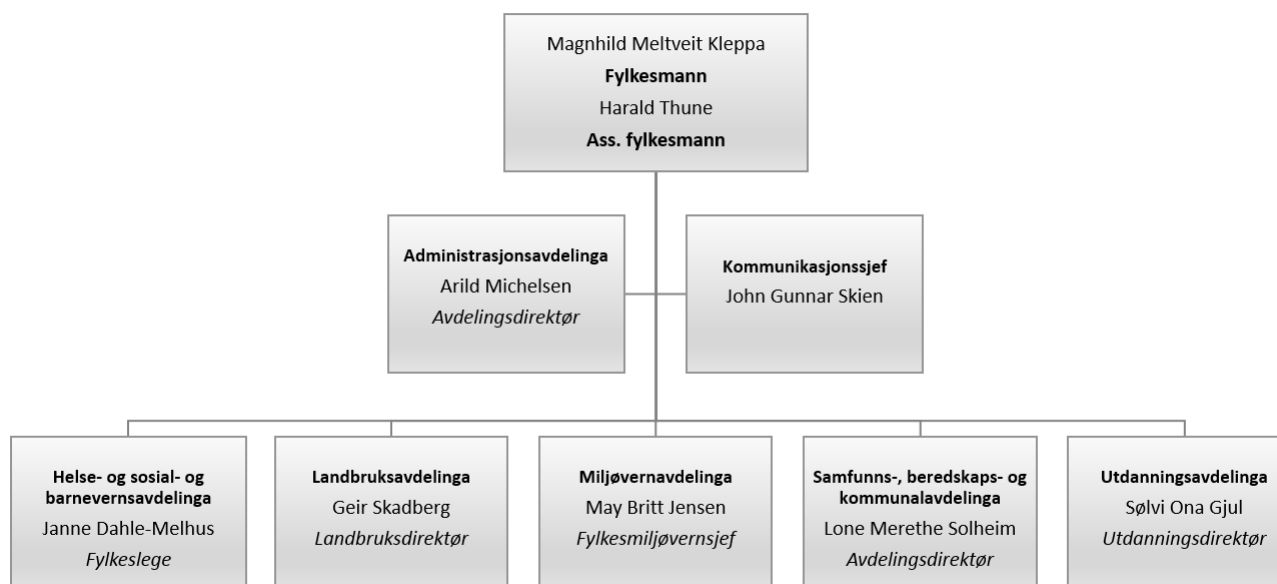 Magnhild Meltveit Kleppa
Fylkesmann
Harald Thune
Ass. fylkesmann
Administrasjonsavdelinga
Arild Michelsen
Avdelingsdirektør
Kommunikasjonssjef
John Gunnar Skien
Helse- og sosial- og
barnevernsavdelinga
Janne Dahle-Melhus
Fylkeslege
Landbruksavdelinga
Geir Skadberg
Landbruksdirektør
Miljøvernavdelinga
May Britt Jensen
Fylkesmiljøvernsjef
Samfunns-, beredskaps- og
kommunalavdelinga
Lone Merethe Solheim
Avdelingsdirektør
Utdanningsavdelinga
Sølvi Ona Gjul
Utdanningsdirektør